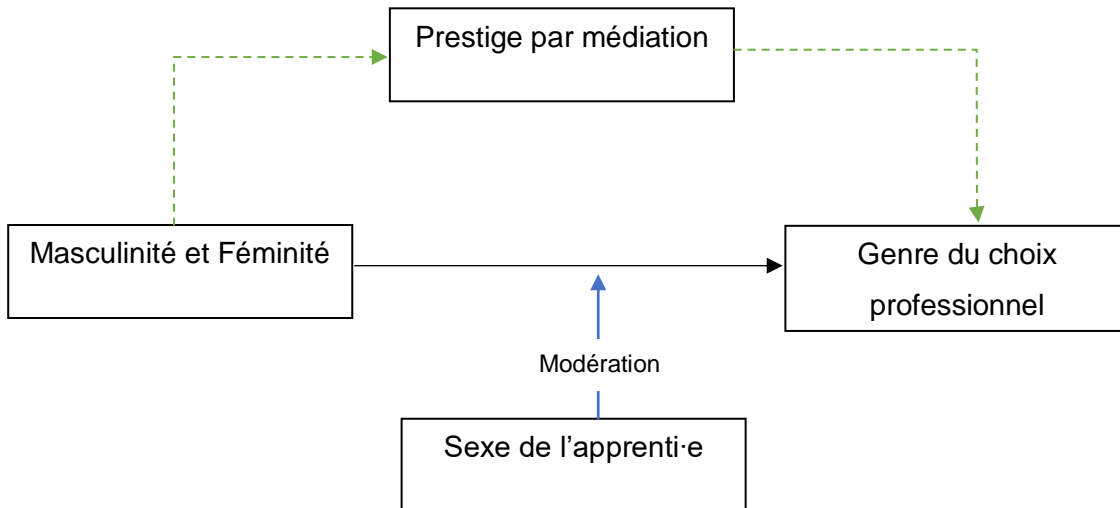 Prestige par médiation
Masculinité et Féminité
Genre du choix
professionnel
Modération
Sexe de l’apprenti·e